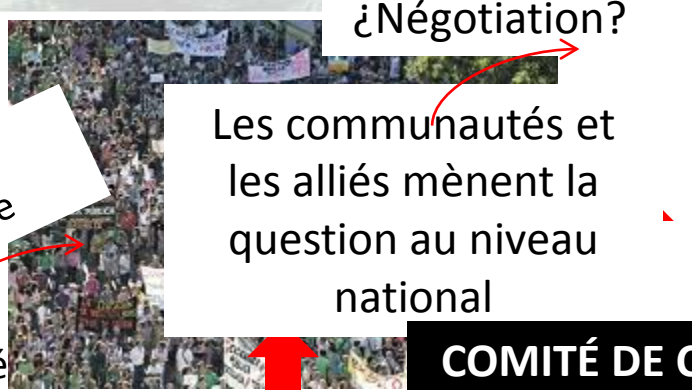 ¿Négotiation?
Les communautés et
les alliés mènent la
question au niveau
national
e
é
COMITÉ DE